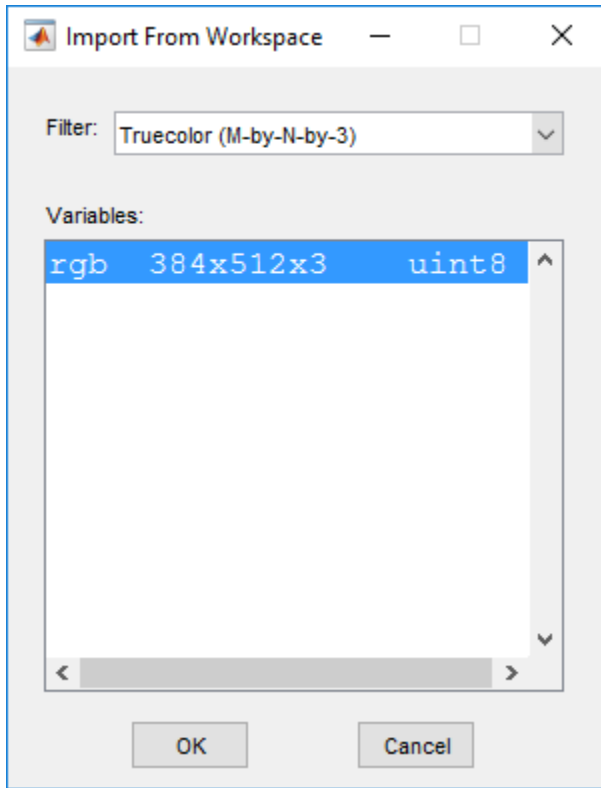 Import From Workspace
Filter: Truecolor (M-by-N-by-3)
Variables:
rgb 384x512x3 uint8
OK Cancel